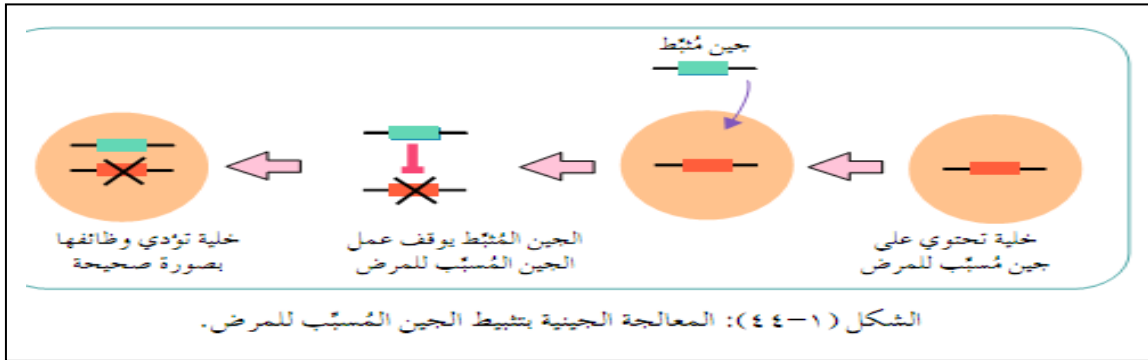 جين مُثبِّط
خلية تحتوي على
جين مُسبِّب للمرض
الجين المُثبِّط يوقف عمل
الجين المُسبِّب للمرض
خلية تؤدي وظائفها
بصورة صحيحة
الشكل (١-٤٤): المعالجة الجينية بتثبيط الجين المُسبِّب للمرض.